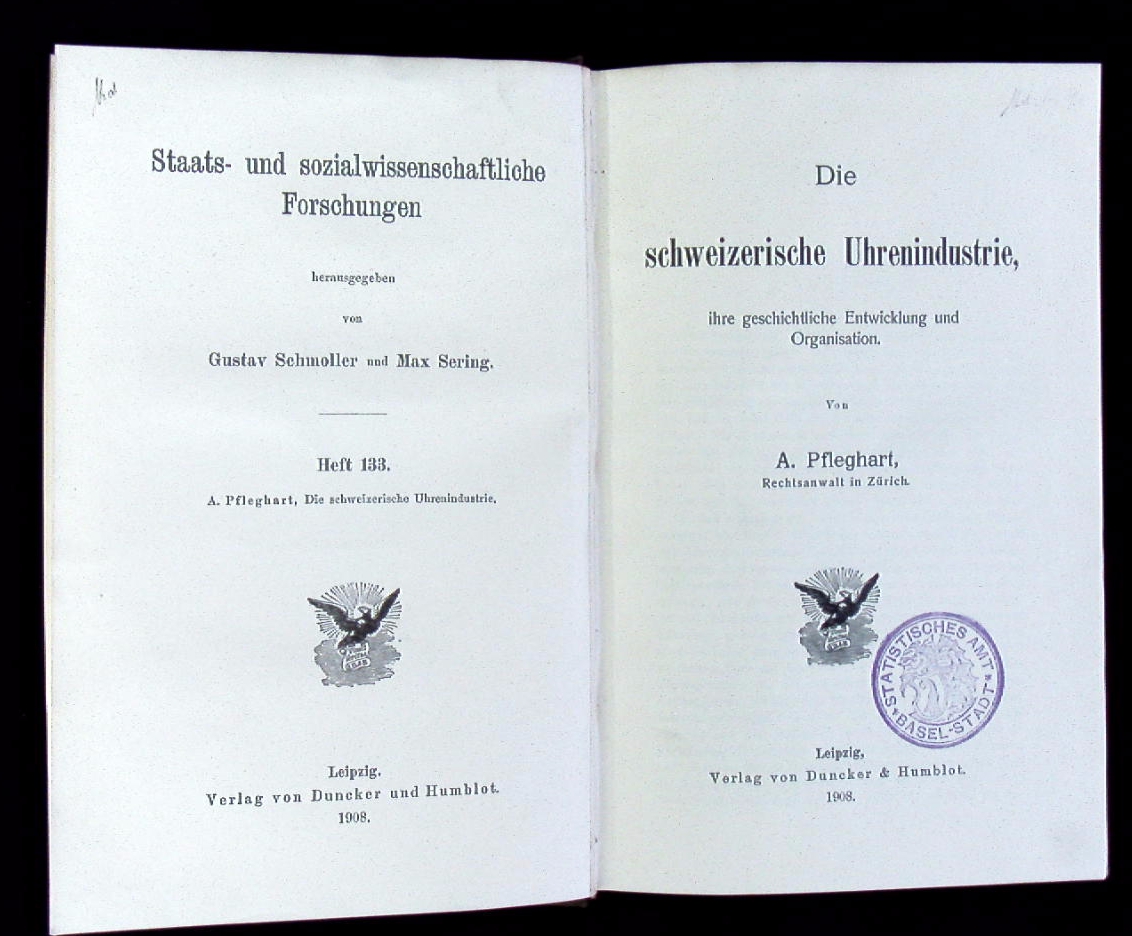 Staats- und sozialwissenschaftliche
Forschungen
herausgegeben
von
Gustav Schmoller und Max Sering.
Heft 133.
A. Pfleghart, Die schweizerische Uhrenindustrie.
Leipzig.
Verlag von Duncker und Humblot.
1908.
Die
schweizerische Uhrenindustrie,
ihre geschichtliche Entwicklung und
Organisation.
Von
A. Pfleghart,
Rechtsanwalt in Zürich.
STATISTISCHES AMT
* BASEL-STADT *
Leipzig,
Verlag von Duncker & Humblot.
1908.